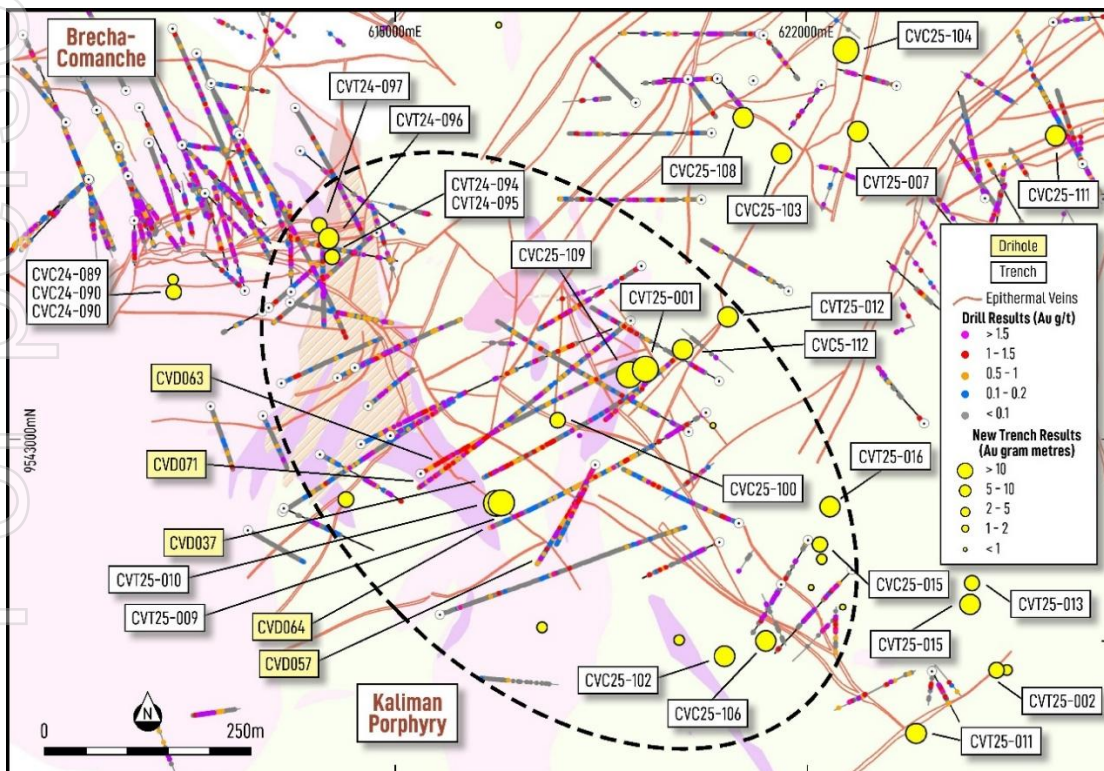 Brecha-
Comanche
615000mE
622000mE
CVC25-104
CVT24-097
CVT24-096
CVT24-094
CVT24-095
CVC25-108
CVC25-103
CVT25-007
CVC25-111
CVC24-089
CVC24-090
CVC24-090
CVC25-109
CVT25-001
CVT25-012
CVC5-112
Drihole
Trench
Epithermal Veins
Drill Results (Au g/t)
> 1.5
1 - 1.5
0.5 - 1
0.1 - 0.2
< 0.1
New Trench Results
(Au gram metres)
> 10
5 - 10
2 - 5
1 - 2
< 1
9543000mN
CVD063
CVD071
CVD037
CVT25-010
CVT25-009
CVD064
CVD057
CVC25-100
CVT25-016
CVC25-015
CVT25-013
CVT25-015
CVT25-002
CVT25-011
CVC25-102
CVC25-106
Kaliman
Porphyry
N
0
250m